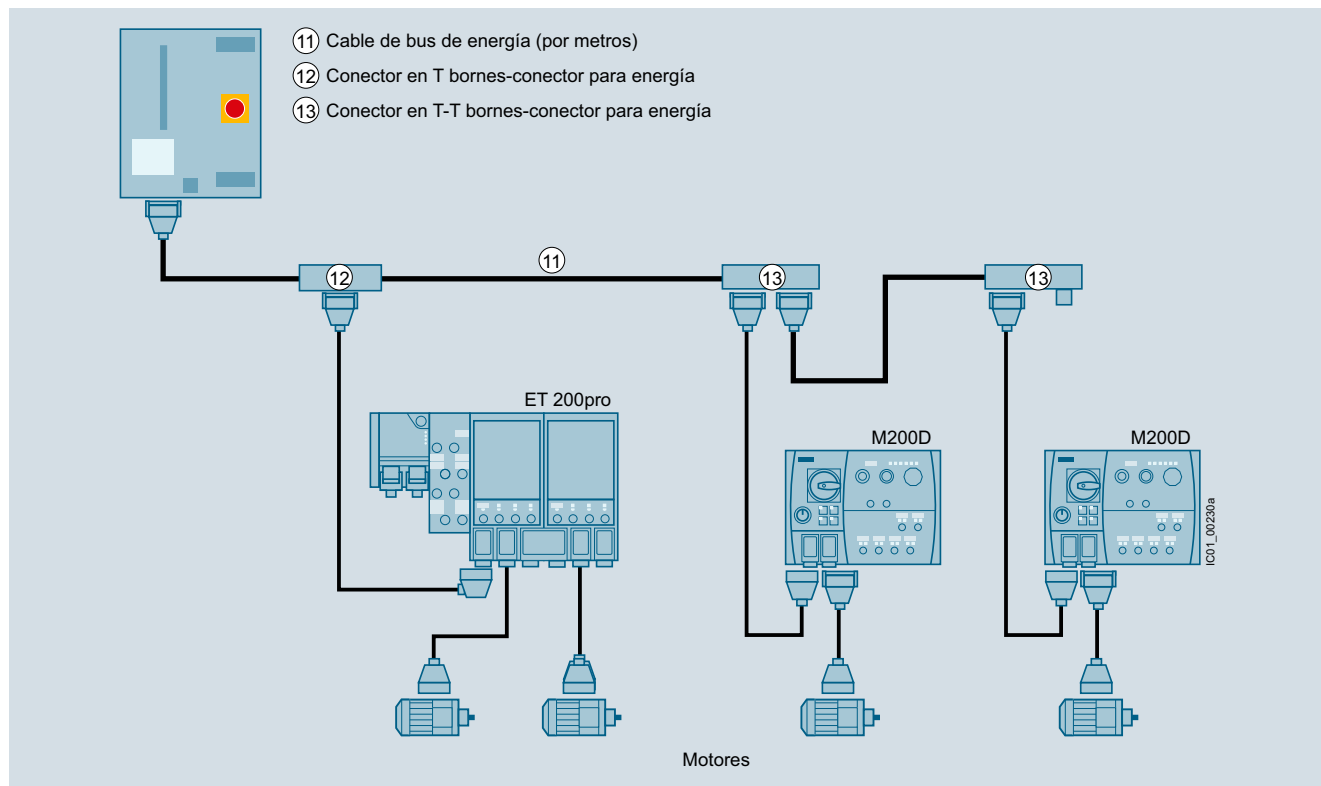 11 Cable de bus de energía (por metros)
12 Conector en T bornes-conector para energía
13 Conector en T-T bornes-conector para energía
11
12
13
13
ET 200pro
M200D
M200D
IC01_00230a
Motores